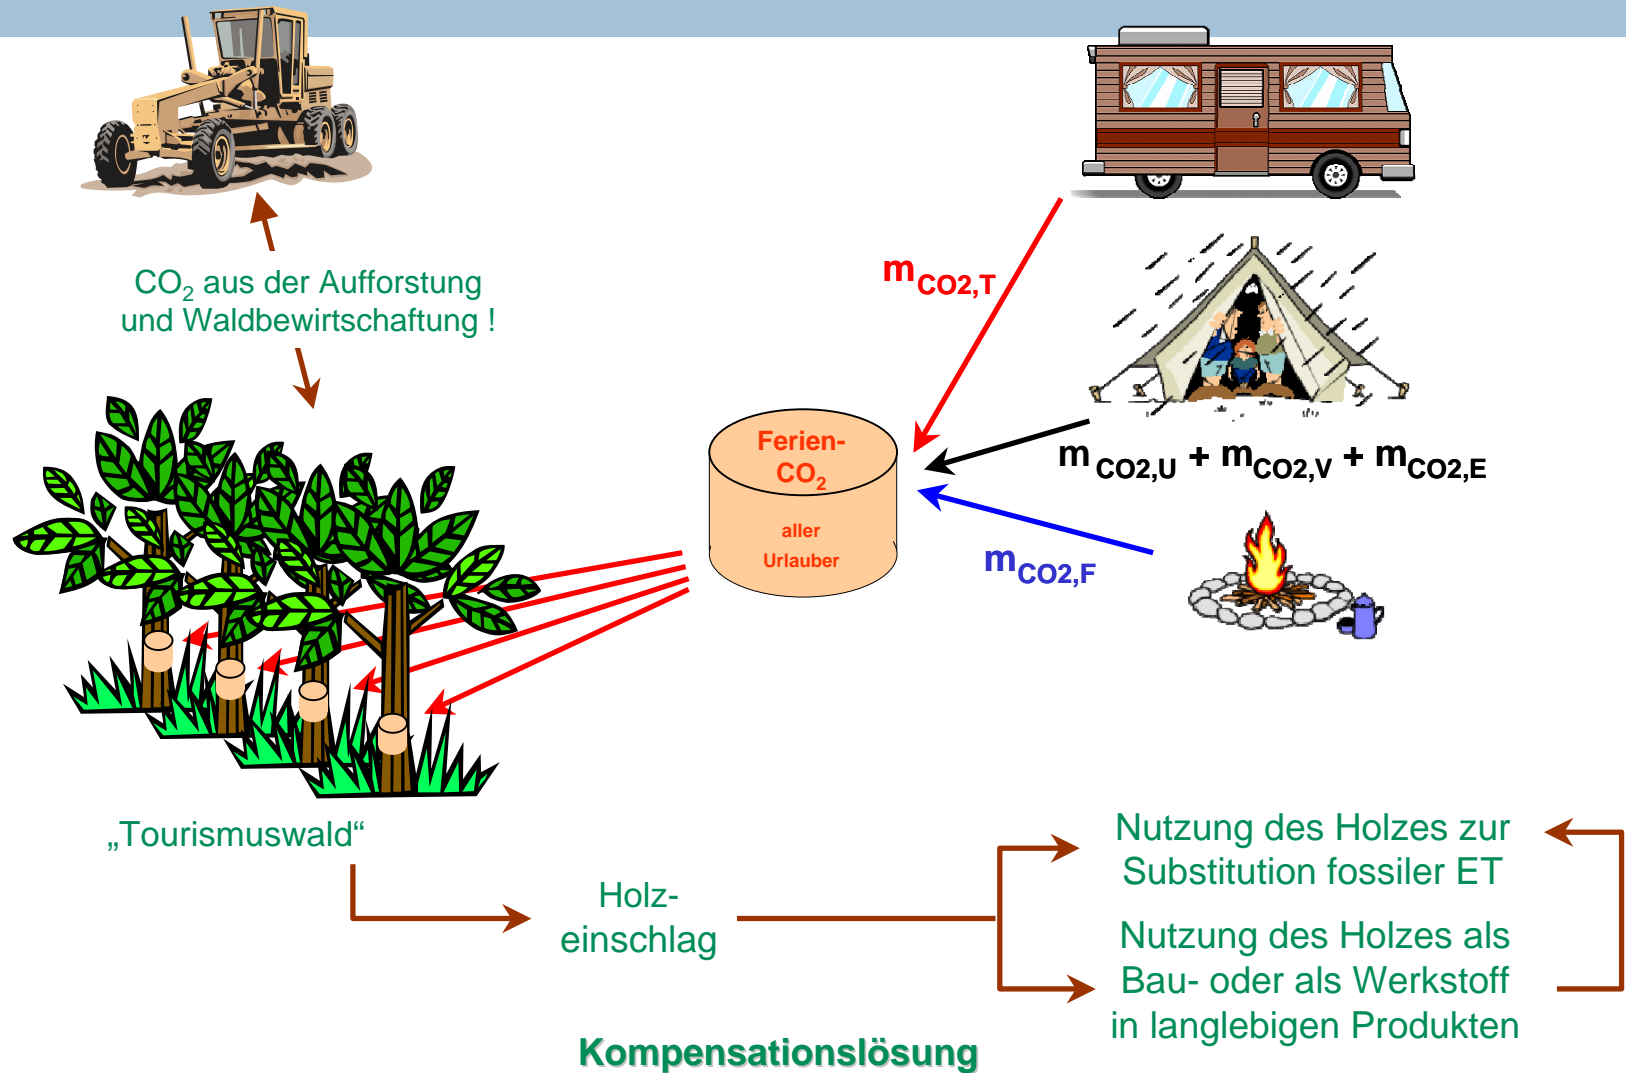 CO₂ aus der Aufforstung
und Waldbewirtschaftung !
mCO2,T
Ferien-
CO₂
aller
Urlauber
m CO2,U + mCO2,V + mCO2,E
mCO2,F
„Tourismuswald“
Holz-
einschlag
Nutzung des Holzes zur
Substitution fossiler ET
Nutzung des Holzes als
Bau- oder als Werkstoff
in langlebigen Produkten
Kompensationslösung